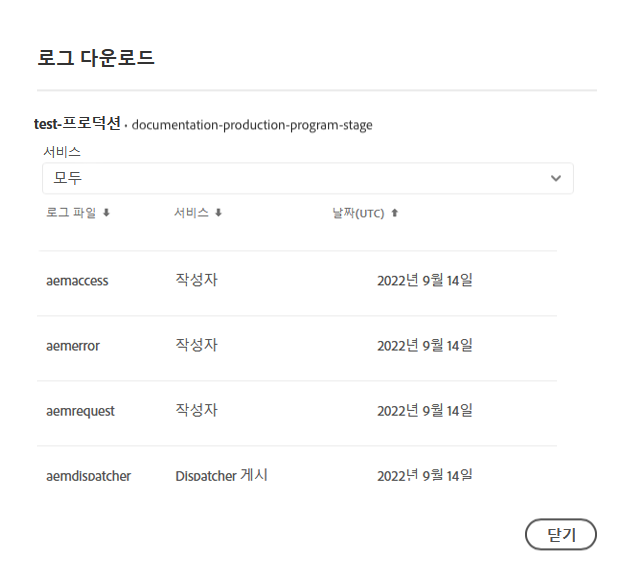 로그 다운로드
test-프로덕션 • documentation-production-program-stage
서비스
모두
로그 파일 ⬇ 서비스 ⬇ 날짜(UTC) ⬆
aemaccess 작성자 2022년 9월 14일
aemerror 작성자 2022년 9월 14일
aemrequest 작성자 2022년 9월 14일
aemdispatcher Dispatcher 게시 2022년 9월 14일
닫기